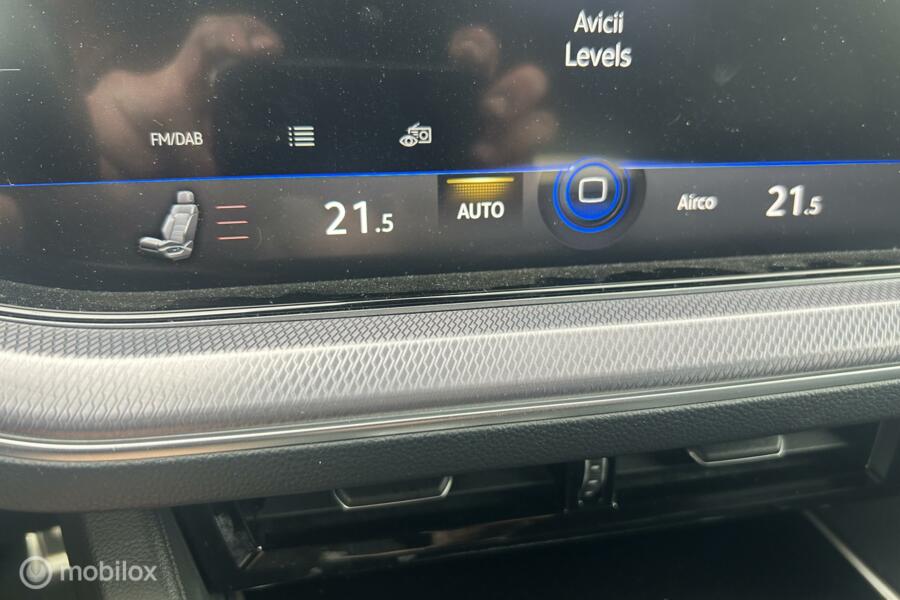 Avicii
Levels
FM/DAB
21.5
AUTO
Airco
21.5
mobilox